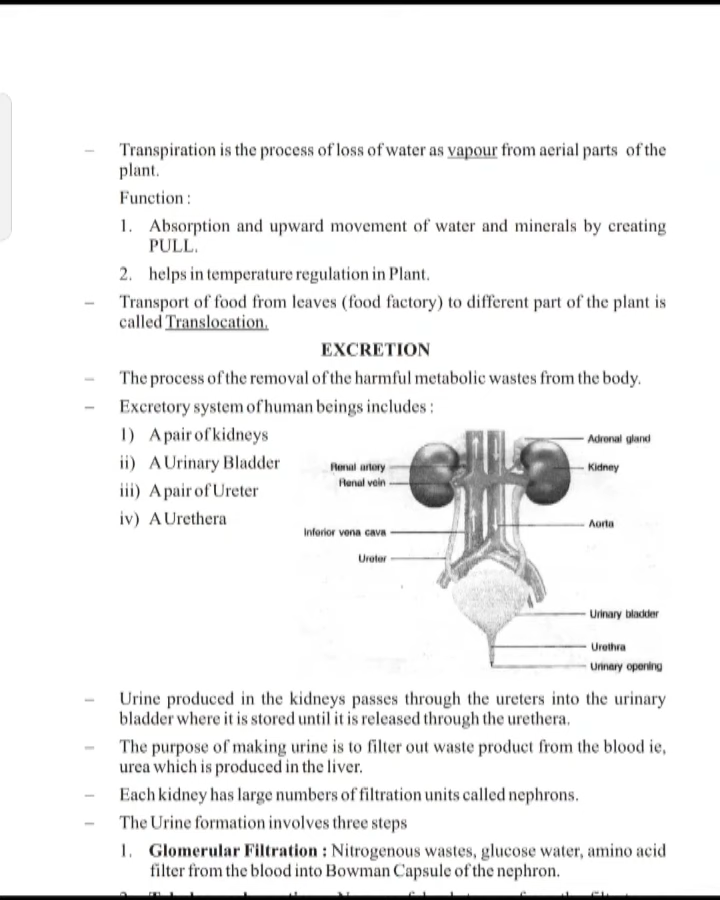 – Transpiration is the process of loss of water as vapour from aerial parts of the
plant.
Function :
1. Absorption and upward movement of water and minerals by creating
PULL.
2. helps in temperature regulation in Plant.
– Transport of food from leaves (food factory) to different part of the plant is
called Translocation.
EXCRETION
– The process of the removal of the harmful metabolic wastes from the body.
– Excretory system of human beings includes :
1) A pair of kidneys
ii) A Urinary Bladder
iii) A pair of Ureter
iv) A Urethera
Adrenal gland
Renal artery
Kidney
Renal vein
Aorta
Inferior vena cava
Ureter
Urinary bladder
Urethra
Urinary opening
– Urine produced in the kidneys passes through the ureters into the urinary
bladder where it is stored until it is released through the urethera.
– The purpose of making urine is to filter out waste product from the blood ie,
urea which is produced in the liver.
– Each kidney has large numbers of filtration units called nephrons.
– The Urine formation involves three steps
1. Glomerular Filtration : Nitrogenous wastes, glucose water, amino acid
filter from the blood into Bowman Capsule of the nephron.